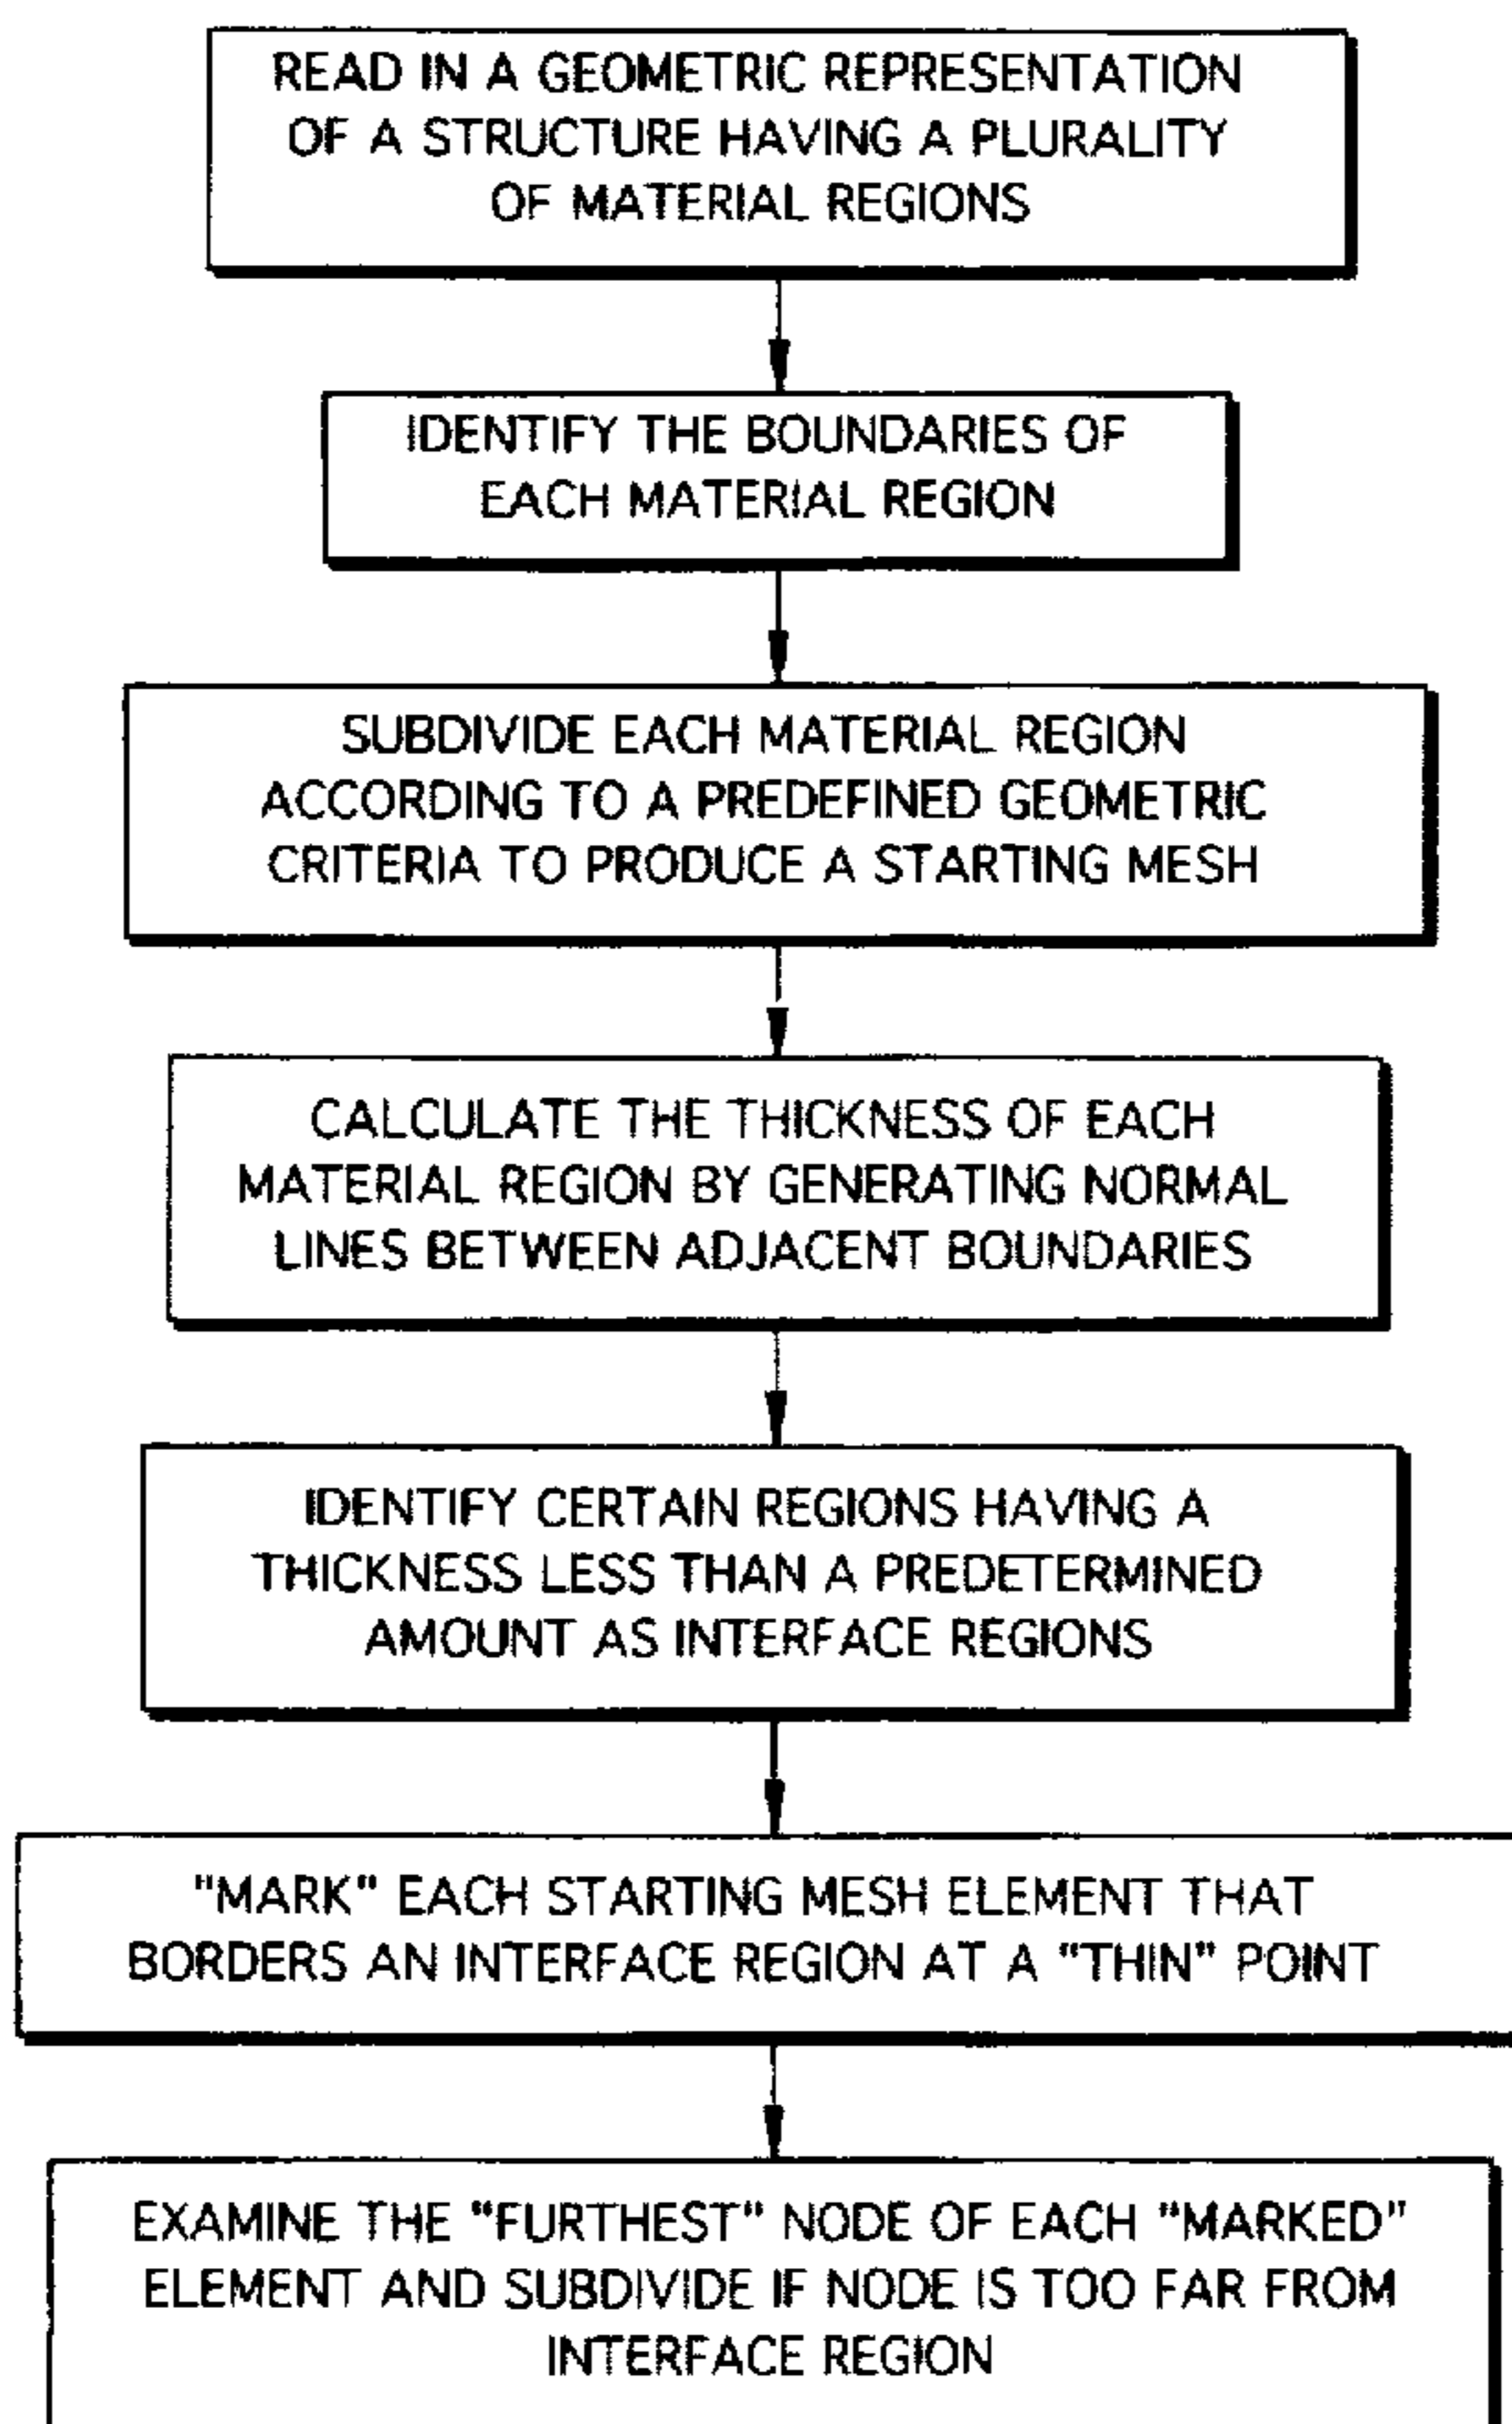 READ IN A GEOMETRIC REPRESENTATION
OF A STRUCTURE HAVING A PLURALITY
OF MATERIAL REGIONS
IDENTIFY THE BOUNDARIES OF
EACH MATERIAL REGION
SUBDIVIDE EACH MATERIAL REGION
ACCORDING TO A PREDEFINED GEOMETRIC
CRITERIA TO PRODUCE A STARTING MESH
CALCULATE THE THICKNESS OF EACH
MATERIAL REGION BY GENERATING NORMAL
LINES BETWEEN ADJACENT BOUNDARIES
IDENTIFY CERTAIN REGIONS HAVING A
THICKNESS LESS THAN A PREDETERMINED
AMOUNT AS INTERFACE REGIONS
"MARK" EACH STARTING MESH ELEMENT THAT
BORDERS AN INTERFACE REGION AT A "THIN" POINT
EXAMINE THE "FURTHEST" NODE OF EACH "MARKED"
ELEMENT AND SUBDIVIDE IF NODE IS TOO FAR FROM
INTERFACE REGION